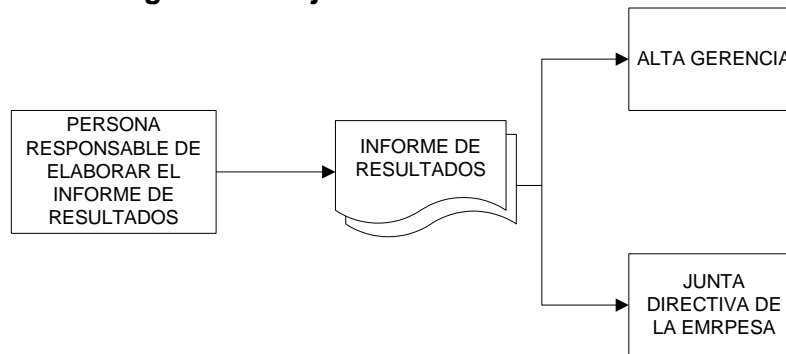 PERSONA
RESPONSABLE DE
ELABORAR EL
INFORME DE
RESULTADOS
INFORME DE
RESULTADOS
ALTA GERENCIA
JUNTA
DIRECTIVA DE
LA EMRPESA